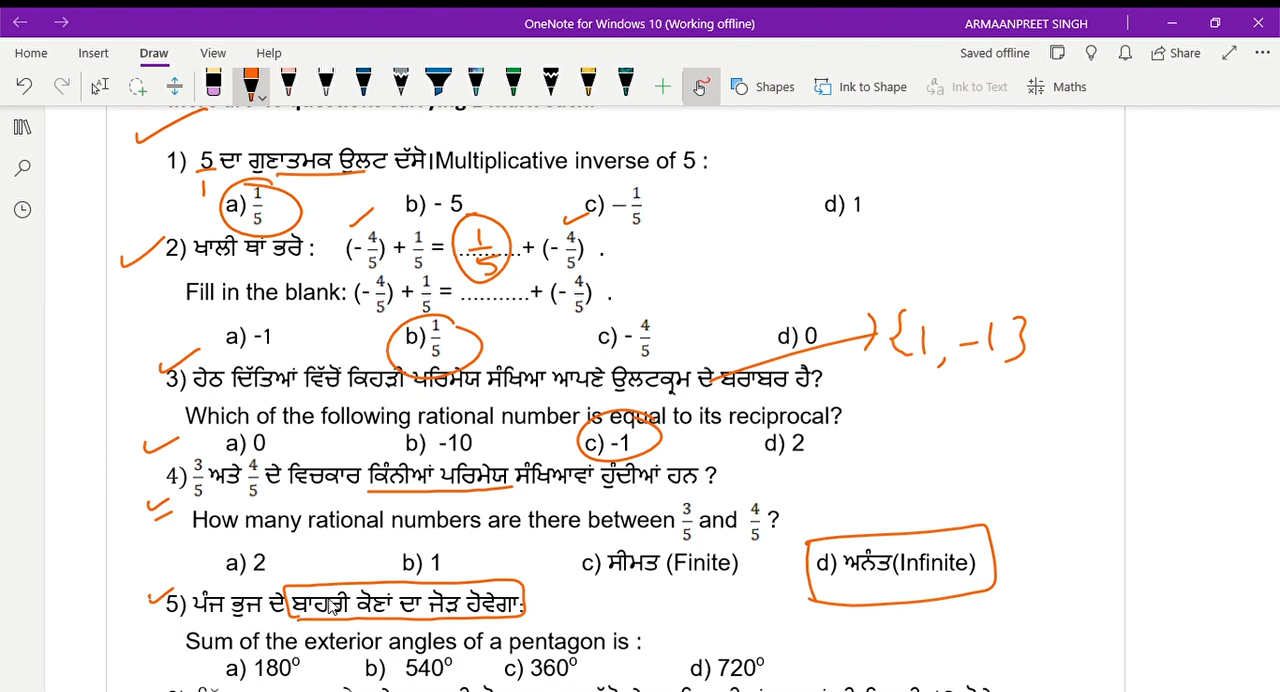 OneNote for Windows 10 (Working offline)
ARMAANPREET SINGH
Home Insert Draw View Help
Saved offline
Share
Shapes
Ink to Shape
Ink to Text
Maths
1) 5 ਦਾ ਗੁਣਾਤਮਕ ਉਲਟ ਦੱਸੋ।Multiplicative inverse of 5 :
1
a) 1/5 b) - 5 c) – 1/5 d) 1
2) ਖਾਲੀ ਥਾਂ ਭਰੋ : (- 4/5) + 1/5 = .......... + (- 4/5) .
1/5
Fill in the blank: (- 4/5) + 1/5 = ........... + (- 4/5) .
a) -1 b) 1/5 c) - 4/5 d) 0
{1, -1}
3) ਹੇਠ ਦਿੱਤਿਆਂ ਵਿੱਚੋਂ ਕਿਹੜੀ ਪਰਿਮੇਯ ਸੰਖਿਆ ਆਪਣੇ ਉਲਟਕ੍ਰਮ ਦੇ ਬਰਾਬਰ ਹੈ?
Which of the following rational number is equal to its reciprocal?
a) 0 b) -10 c) -1 d) 2
4) 3/5 ਅਤੇ 4/5 ਦੇ ਵਿਚਕਾਰ ਕਿੰਨੀਆਂ ਪਰਿਮੇਯ ਸੰਖਿਆਵਾਂ ਹੁੰਦੀਆਂ ਹਨ ?
How many rational numbers are there between 3/5 and 4/5 ?
a) 2 b) 1 c) ਸੀਮਤ (Finite) d) ਅਨੰਤ(Infinite)
5) ਪੰਜ ਭੁਜ ਦੇ ਬਾਹਰੀ ਕੋਣਾਂ ਦਾ ਜੋੜ ਹੋਵੇਗਾ:
Sum of the exterior angles of a pentagon is :
a) 180⁰ b) 540⁰ c) 360⁰ d) 720⁰